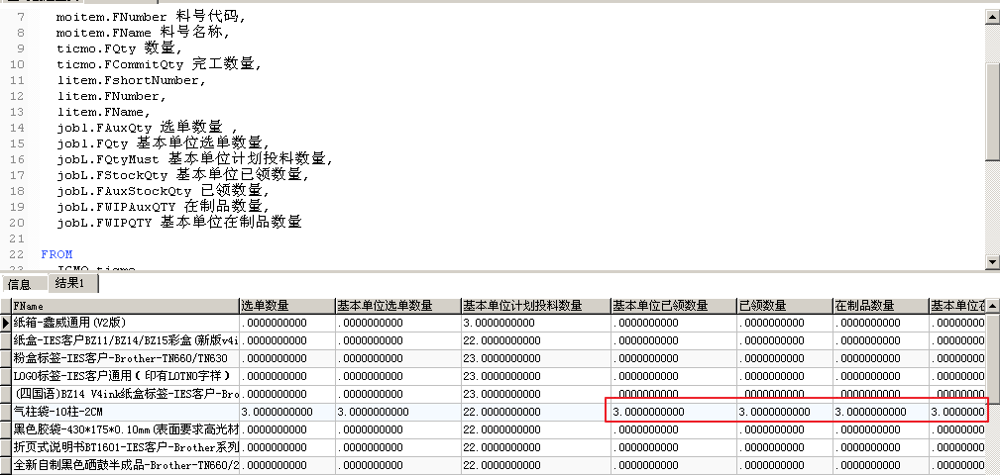 7 moitem.FNumber 料号代码,
8 moitem.FName 料号名称,
9 ticmo.FQty 数量,
10 ticmo.FCommitQty 完工数量,
11 litem.FshortNumber,
12 litem.FNumber,
13 litem.FName,
14 jobl.FAuxQty 选单数量 ,
15 jobl.FQty 基本单位选单数量,
16 jobL.FQtyMust 基本单位计划投料数量,
17 jobL.FStockQty 基本单位已领数量,
18 jobL.FAuxStockQty 已领数量,
19 jobL.FWIPAuxQTY 在制品数量,
20 jobL.FWIPQTY 基本单位在制品数量
21
22 FROM
信息 结果1
FName 选单数量 基本单位选单数量 基本单位计划投料数量 基本单位已领数量 已领数量 在制品数量 基本单位在
纸箱-鑫威通用(V2版) .0000000000 .0000000000 3.0000000000 .0000000000 .0000000000 .0000000000 .00000000
纸盒-IES客户BZ11/BZ14/BZ15彩盒(新版v4i .0000000000 .0000000000 22.0000000000 .0000000000 .0000000000 .0000000000 .00000000
粉盒标签-IES客户-Brother-TN660/TN630 .0000000000 .0000000000 23.0000000000 .0000000000 .0000000000 .0000000000 .00000000
LOGO标签-IES客户通用(印有LOTNO字样) .0000000000 .0000000000 23.0000000000 .0000000000 .0000000000 .0000000000 .00000000
(四国语)BZ14 V4ink纸盒标签-IES客户-Bro .0000000000 .0000000000 23.0000000000 .0000000000 .0000000000 .0000000000 .00000000
气柱袋-10柱-2CM 3.0000000000 3.0000000000 22.0000000000 3.0000000000 3.0000000000 3.0000000000 3.0000000
黑色胶袋-430*175*0.10mm(表面要求高光材 .0000000000 .0000000000 22.0000000000 .0000000000 .0000000000 .0000000000 .00000000
折页式说明书BT1601-IES客户-Brother系列 .0000000000 .0000000000 22.0000000000 .0000000000 .0000000000 .0000000000 .00000000
全新自制黑色硒鼓半成品-Brother-TN660/2 .0000000000 .0000000000 22.0000000000 .0000000000 .0000000000 .0000000000 .00000000